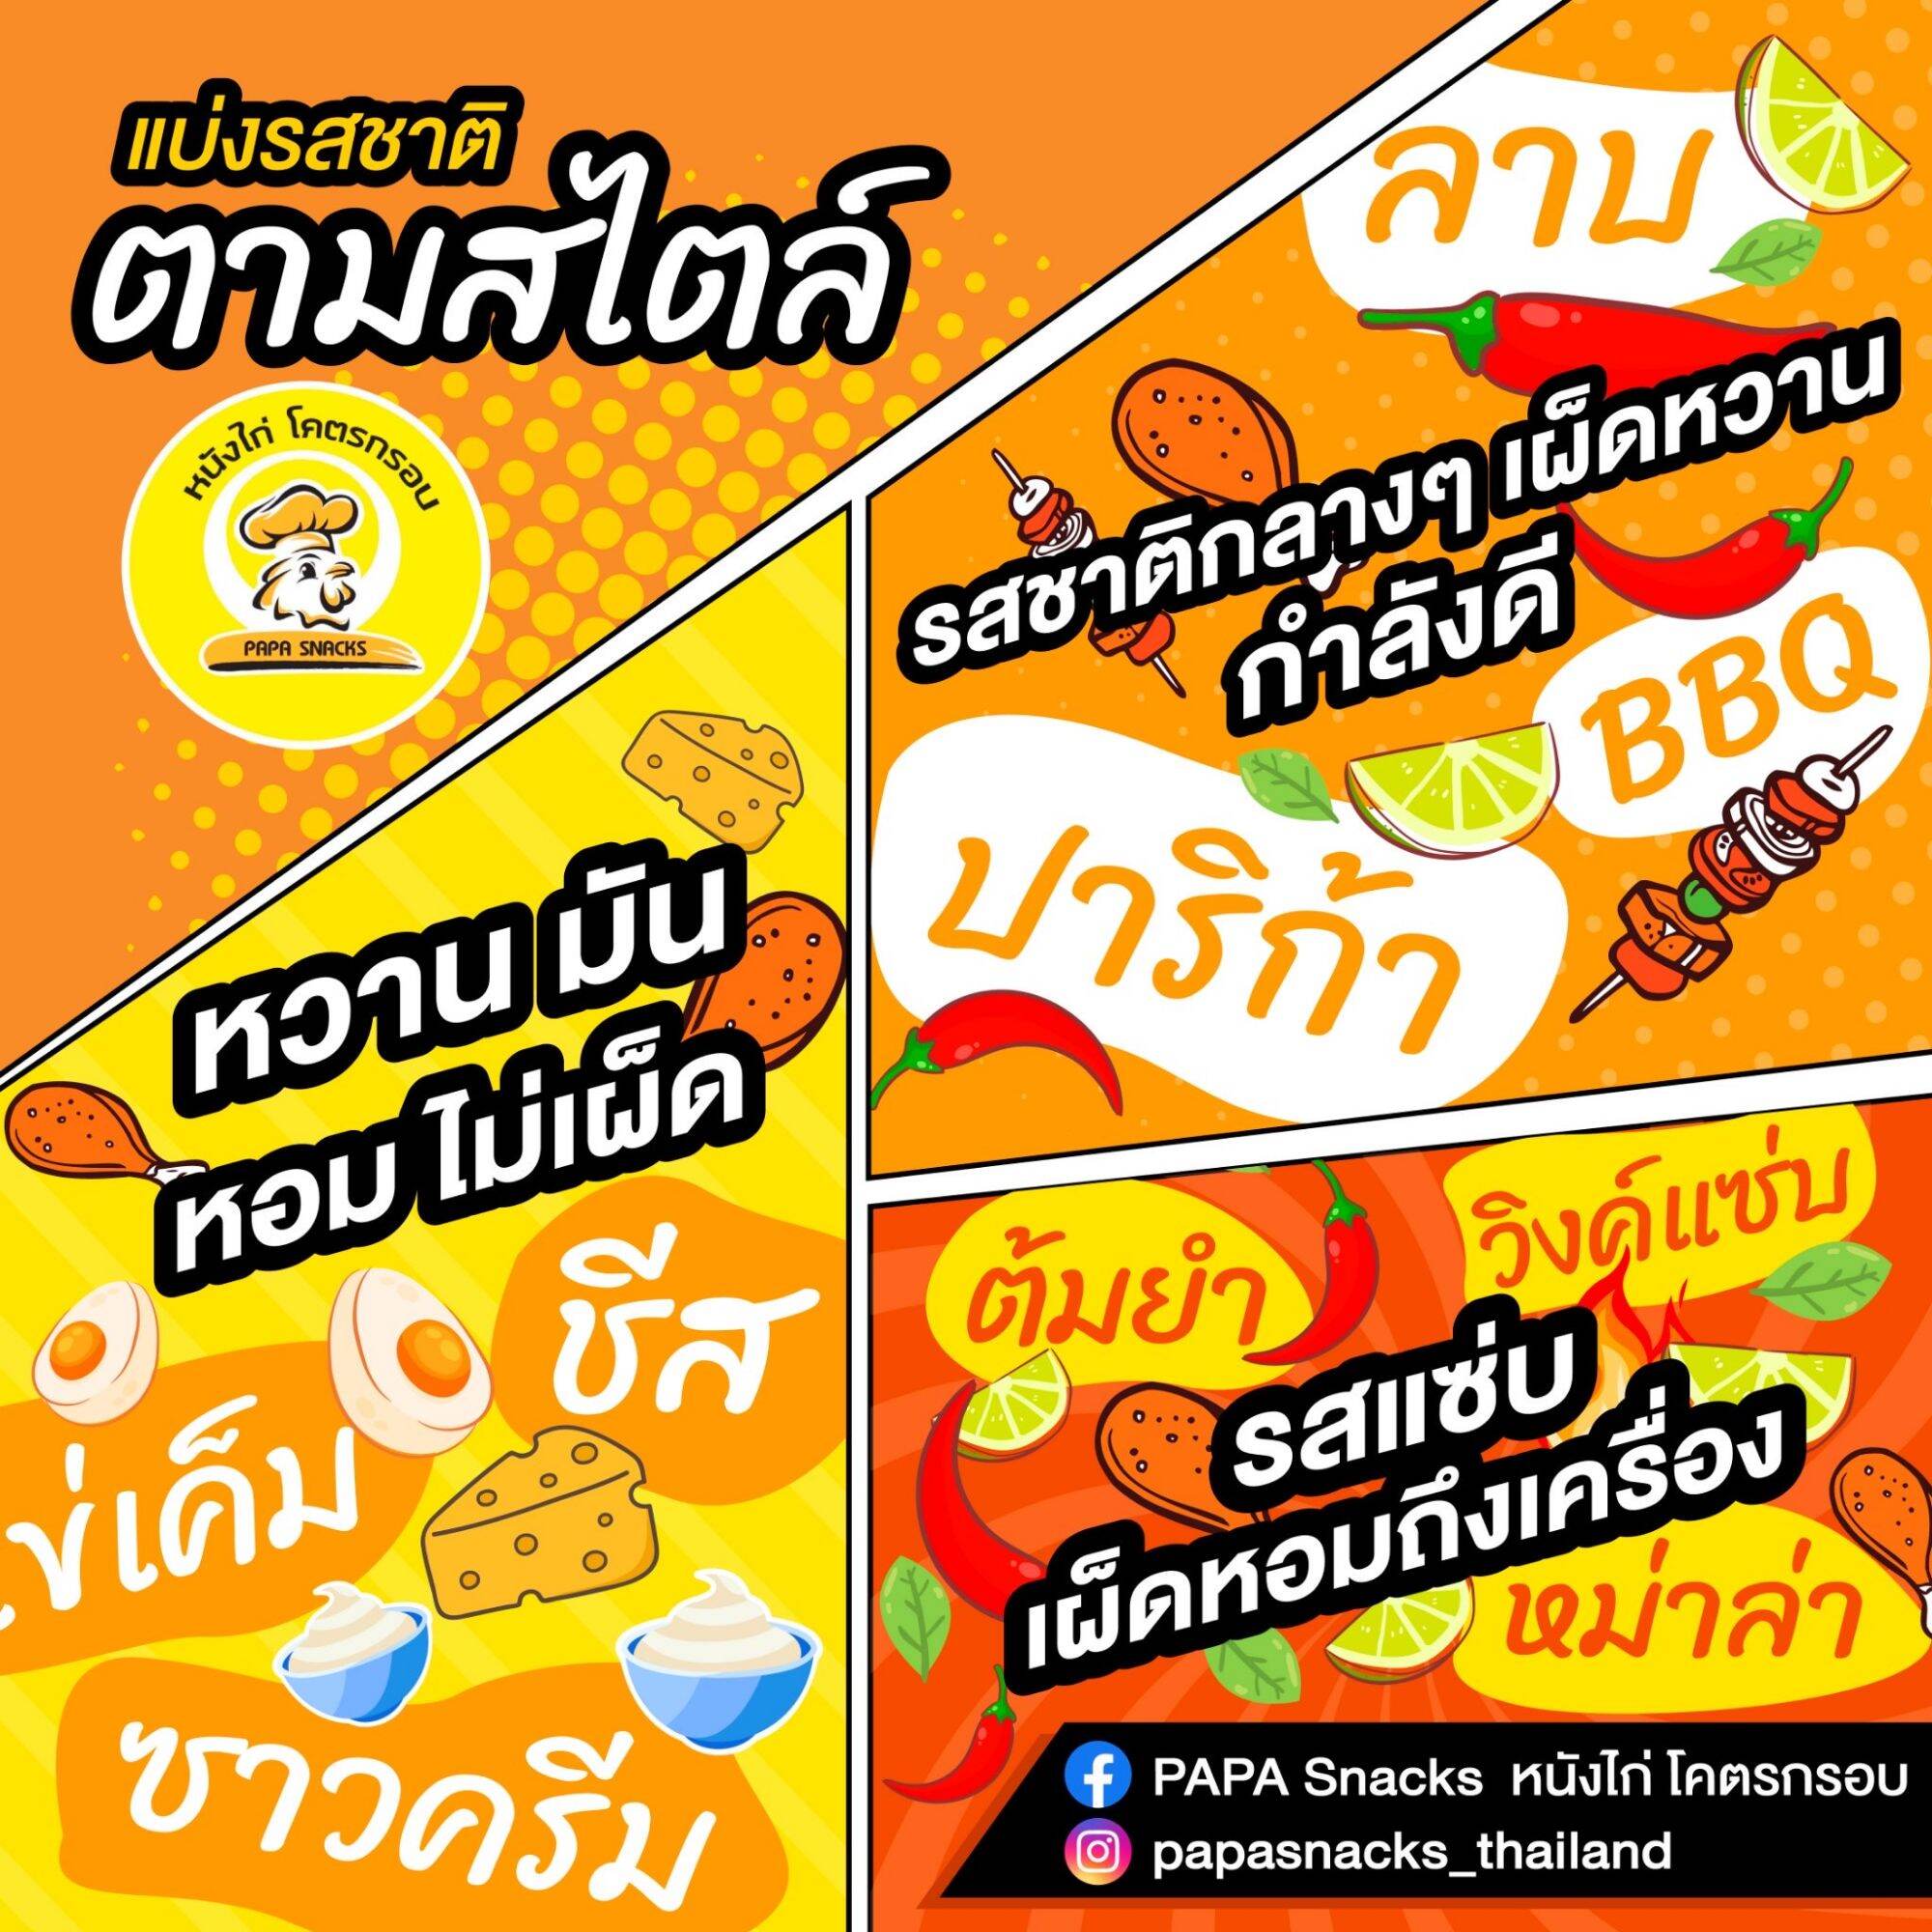 แบ่งรสชาติ
ตามสไตล์
หนังไก่ โคตรกรอบ
PAPA SNACKS
ลาบ
รสชาติกลางๆ เผ็ดหวาน
กำลังดี
BBQ
ปาริก้า
หวาน มัน
หอม ไม่เผ็ด
ชีส
ไข่เค็ม
ซาวครีม
ต้มยำ
วิงค์แซ่บ
รสแซ่บ
เผ็ดหอมถึงเครื่อง
หม่าล่า
PAPA Snacks หนังไก่ โคตรกรอบ
papasnacks_thailand